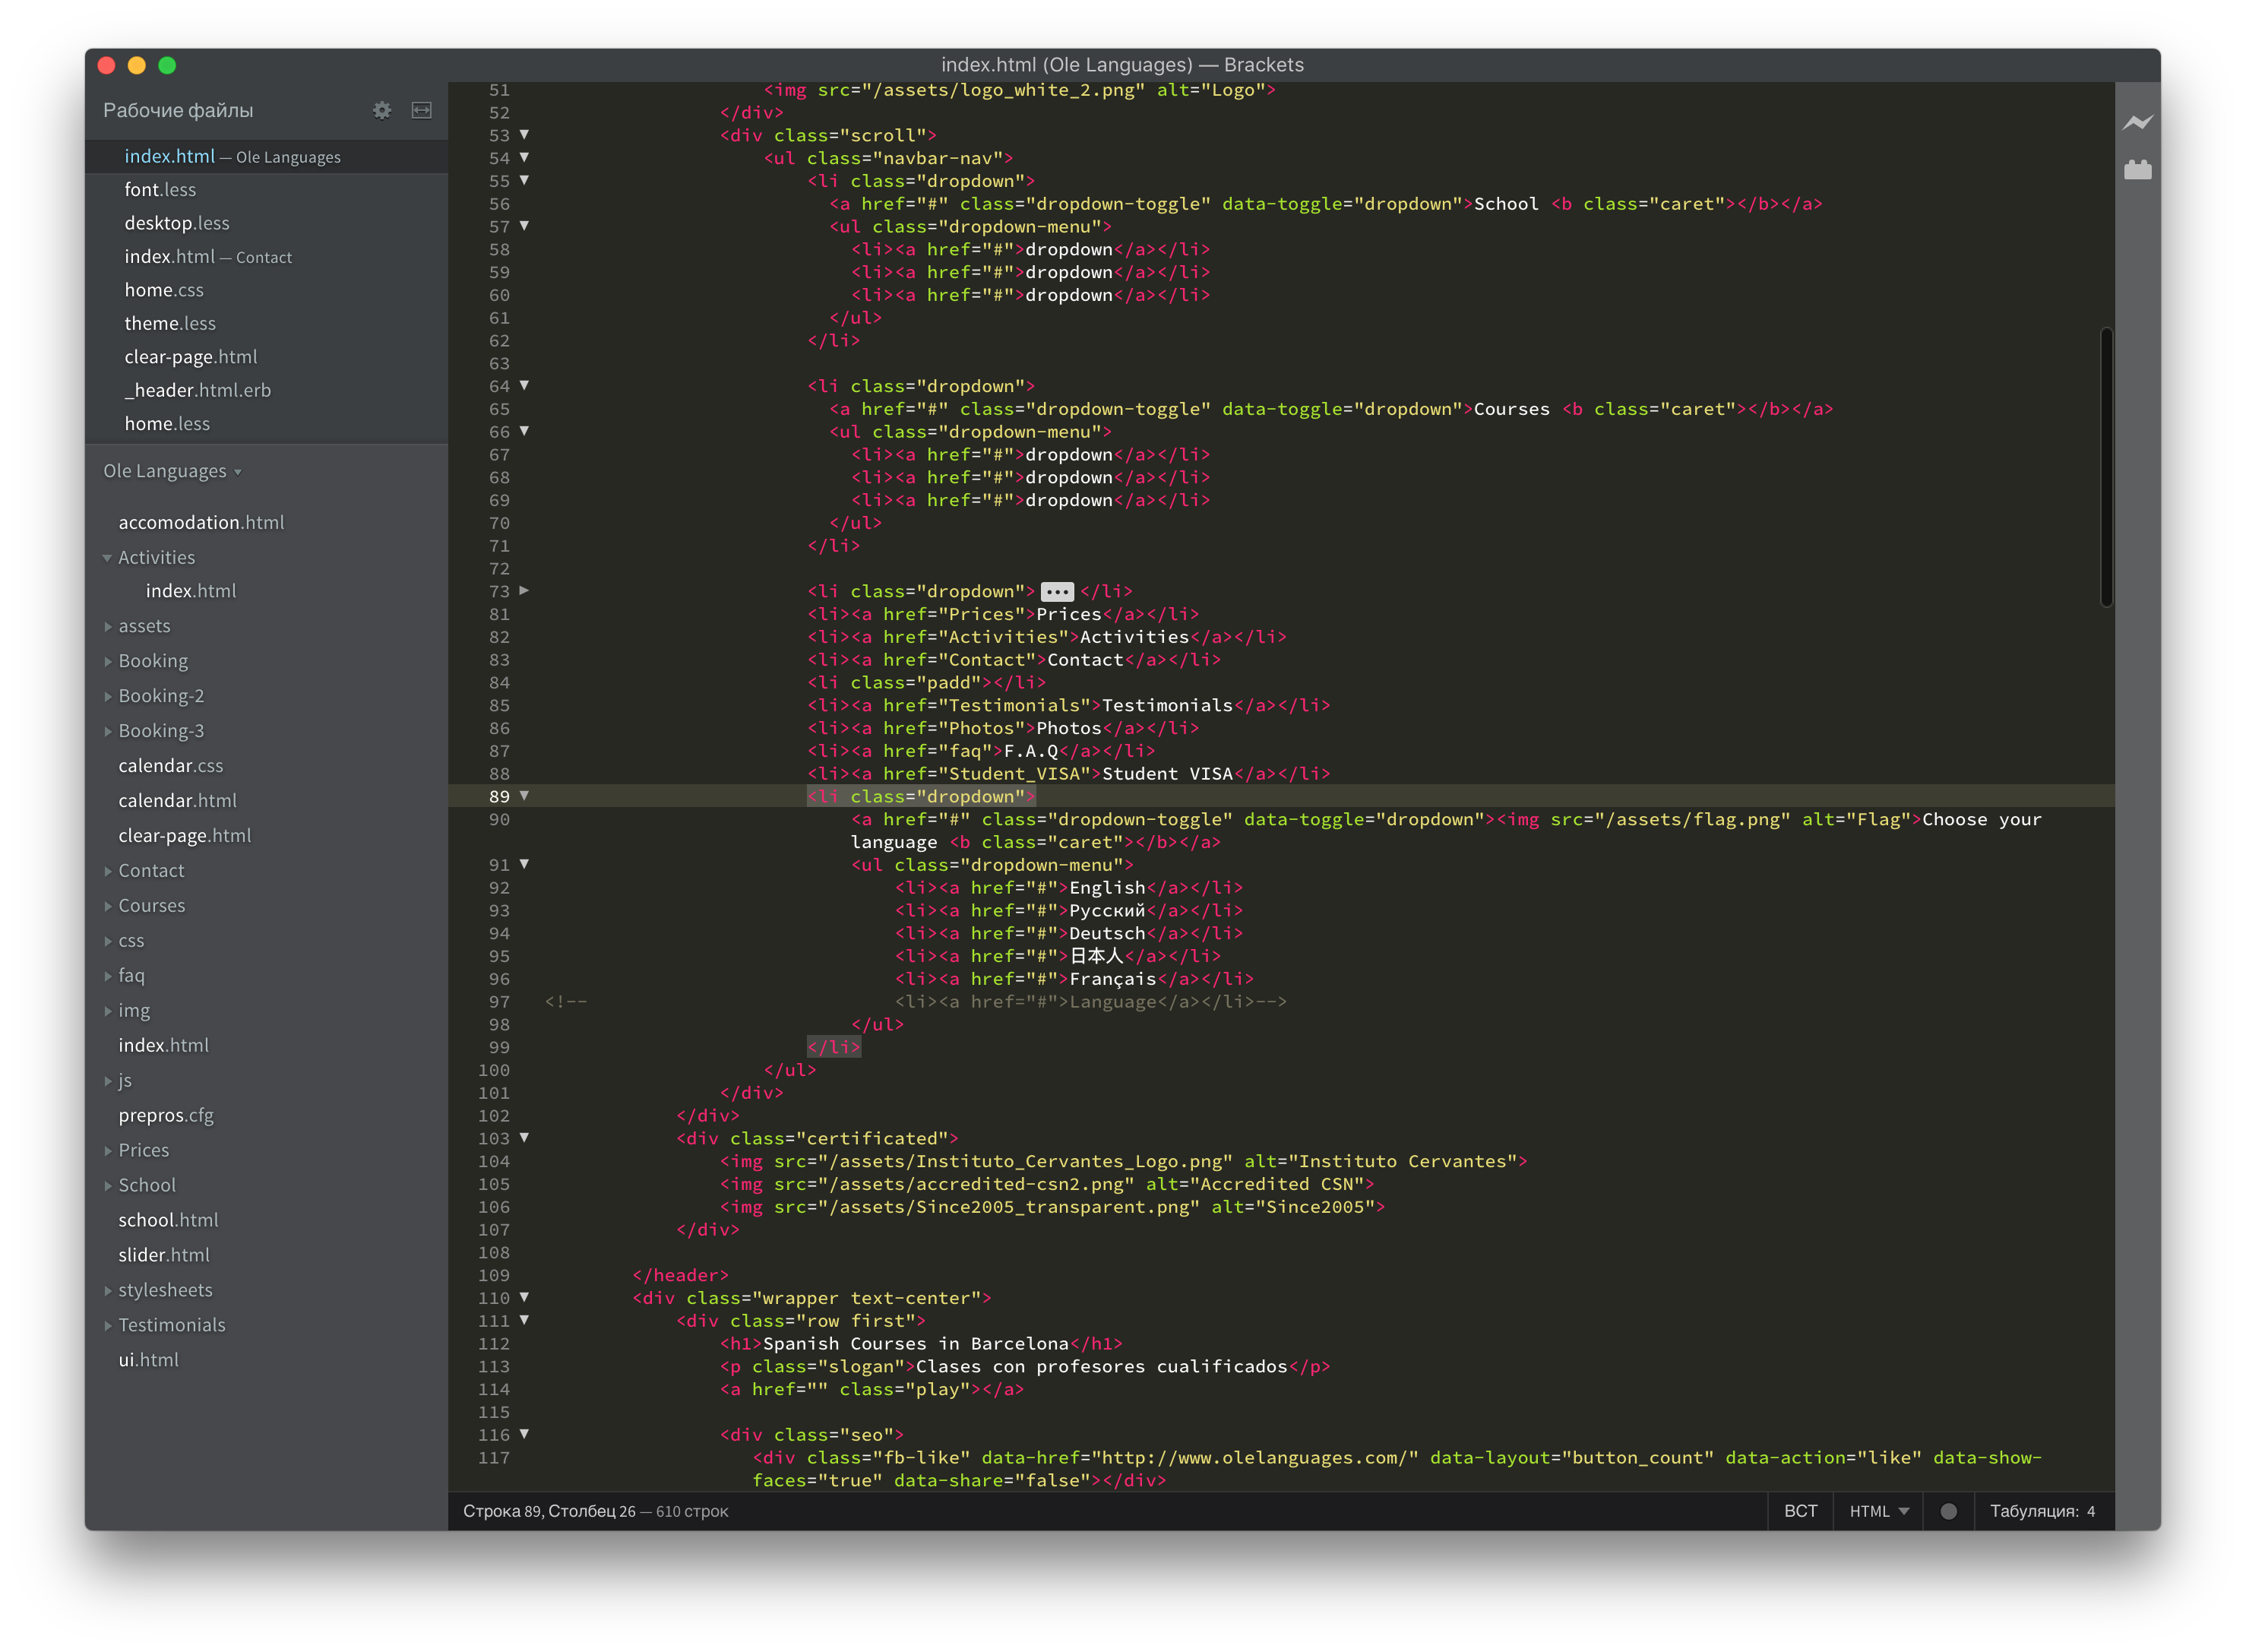 index.html (Ole Languages) — Brackets
Рабочие файлы
index.html — Ole Languages
font.less
desktop.less
index.html — Contact
home.css
theme.less
clear-page.html
_header.html.erb
home.less
Ole Languages
accomodation.html
Activities
index.html
assets
Booking
Booking-2
Booking-3
calendar.css
calendar.html
clear-page.html
Contact
Courses
css
faq
img
index.html
js
prepros.cfg
Prices
School
school.html
slider.html
stylesheets
Testimonials
ui.html
51 <img src="/assets/logo_white_2.png" alt="Logo">
52 </div>
53 <div class="scroll">
54 <ul class="navbar-nav">
55 <li class="dropdown">
56 <a href="#" class="dropdown-toggle" data-toggle="dropdown">School <b class="caret"></b></a>
57 <ul class="dropdown-menu">
58 <li><a href="#">dropdown</a></li>
59 <li><a href="#">dropdown</a></li>
60 <li><a href="#">dropdown</a></li>
61 </ul>
62 </li>
63
64 <li class="dropdown">
65 <a href="#" class="dropdown-toggle" data-toggle="dropdown">Courses <b class="caret"></b></a>
66 <ul class="dropdown-menu">
67 <li><a href="#">dropdown</a></li>
68 <li><a href="#">dropdown</a></li>
69 <li><a href="#">dropdown</a></li>
70 </ul>
71 </li>
72
73 <li class="dropdown"> ••• </li>
81 <li><a href="Prices">Prices</a></li>
82 <li><a href="Activities">Activities</a></li>
83 <li><a href="Contact">Contact</a></li>
84 <li class="padd"></li>
85 <li><a href="Testimonials">Testimonials</a></li>
86 <li><a href="Photos">Photos</a></li>
87 <li><a href="faq">F.A.Q</a></li>
88 <li><a href="Student_VISA">Student VISA</a></li>
89 <li class="dropdown">
90 <a href="#" class="dropdown-toggle" data-toggle="dropdown"><img src="/assets/flag.png" alt="Flag">Choose your
language <b class="caret"></b></a>
91 <ul class="dropdown-menu">
92 <li><a href="#">English</a></li>
93 <li><a href="#">Русский</a></li>
94 <li><a href="#">Deutsch</a></li>
95 <li><a href="#">日本人</a></li>
96 <li><a href="#">Français</a></li>
97 <!-- <li><a href="#">Language</a></li>-->
98 </ul>
99 </li>
100 </ul>
101 </div>
102 </div>
103 <div class="certificated">
104 <img src="/assets/Instituto_Cervantes_Logo.png" alt="Instituto Cervantes">
105 <img src="/assets/accredited-csn2.png" alt="Accredited CSN">
106 <img src="/assets/Since2005_transparent.png" alt="Since2005">
107 </div>
108
109 </header>
110 <div class="wrapper text-center">
111 <div class="row first">
112 <h1>Spanish Courses in Barcelona</h1>
113 <p class="slogan">Clases con profesores cualificados</p>
114 <a href="" class="play"></a>
115
116 <div class="seo">
117 <div class="fb-like" data-href="http://www.olelanguages.com/" data-layout="button_count" data-action="like" data-show-
faces="true" data-share="false"></div>
Строка 89, Столбец 26 — 610 строк
ВСТ
HTML
Табуляция: 4